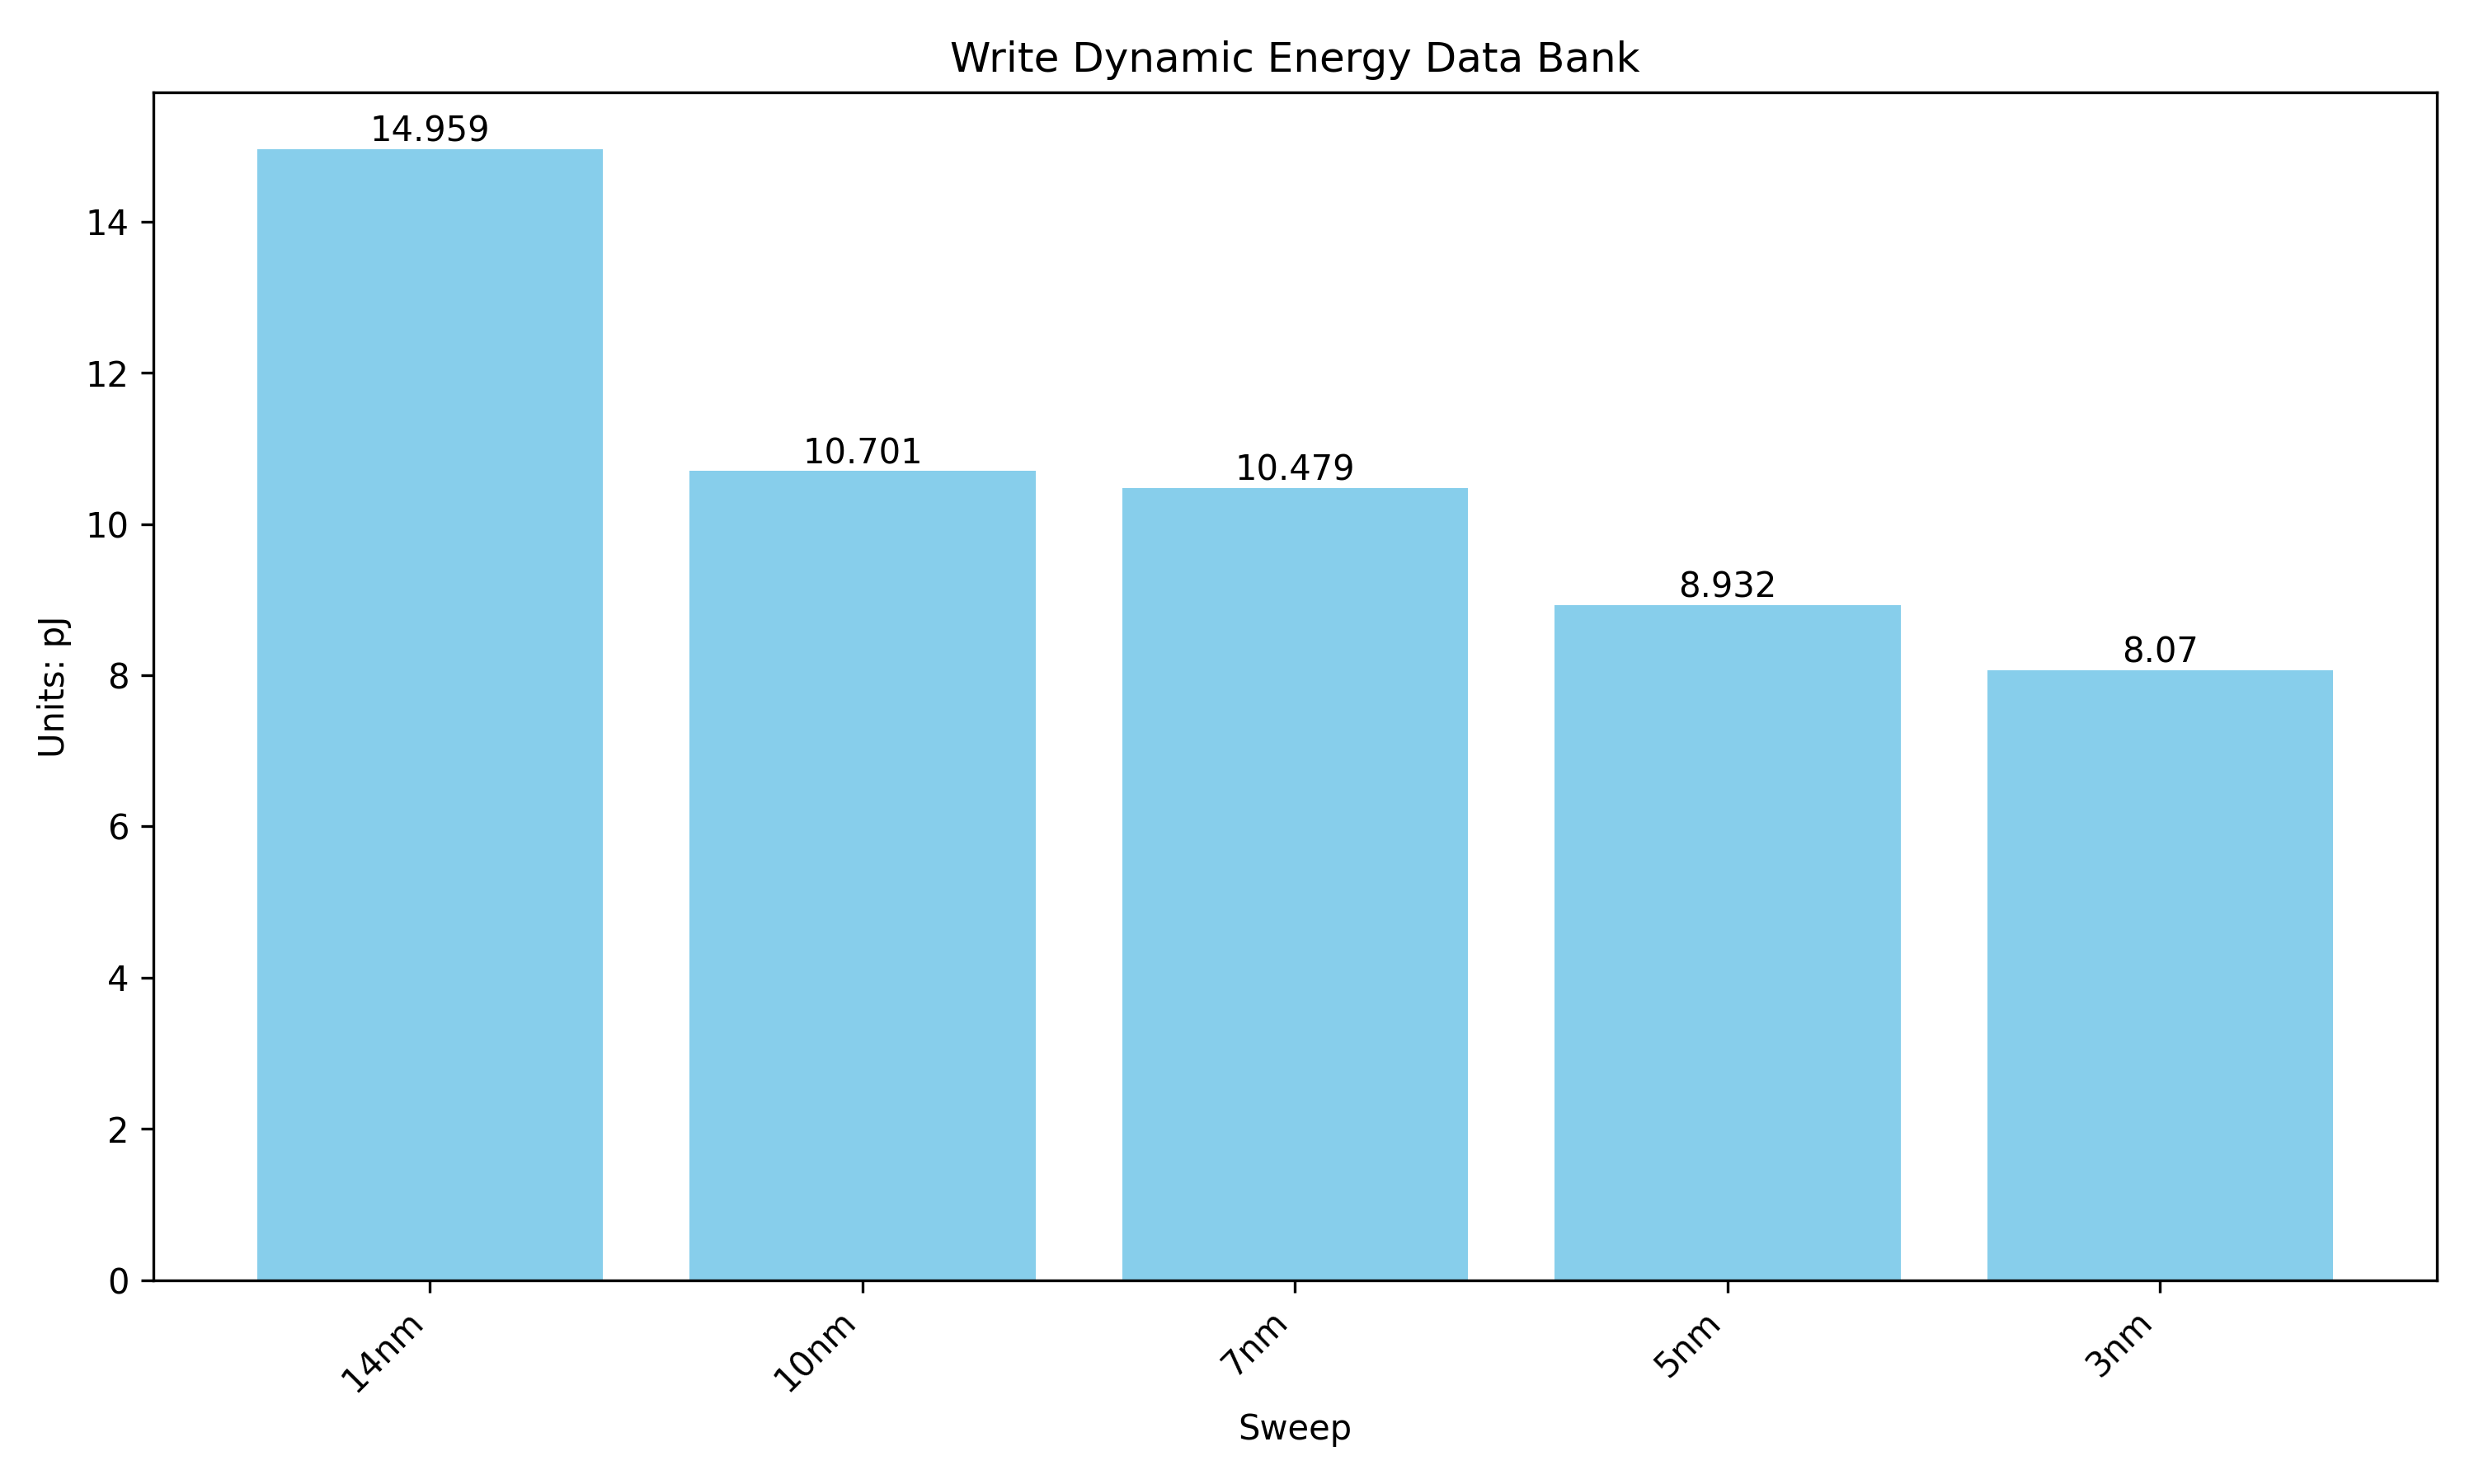 Write Dynamic Energy Data Bank
14.959
10.701
10.479
8.932
8.07
14
12
10
8
6
4
2
0
Units: pJ
14nm
10nm
7nm
5nm
3nm
Sweep